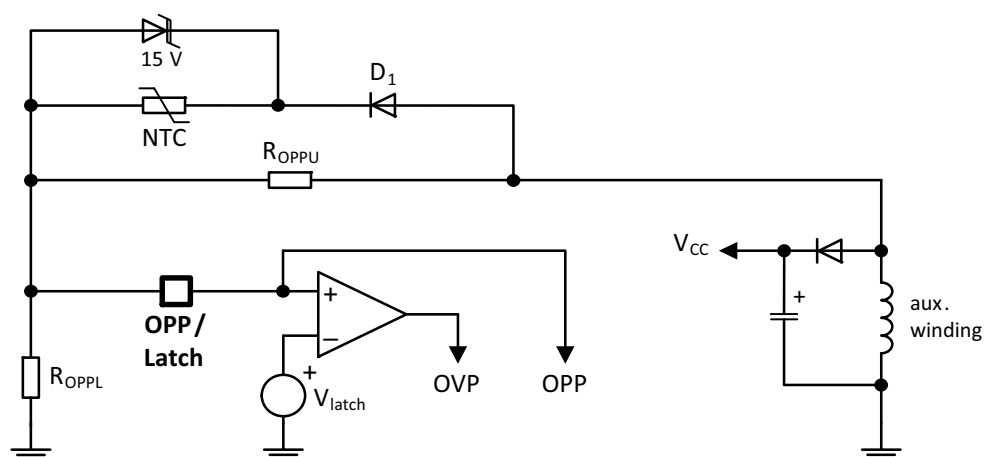 15 V
D1
NTC
ROPPU
VCC
+
aux.
winding
+
−
OPP/
Latch
ROPPL
+
Vlatch
OVP
OPP